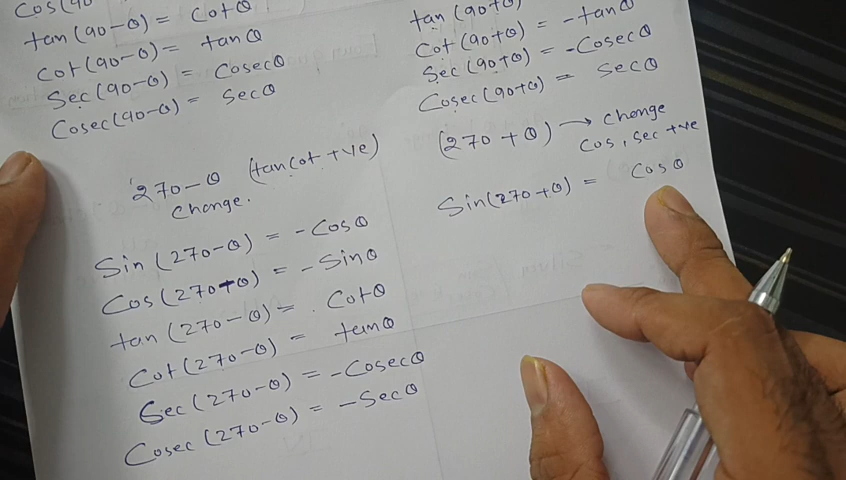 Cos(90
tan(90-θ) = Cotθ
Cot(90-θ) = tanθ
Sec(90-θ) = Cosecθ
Cosec(90-θ) = Secθ
tan(90+θ)
Cot(90+θ) = -tanθ
Sec(90+θ) = -Cosecθ
Cosec(90+θ) = Secθ
270-θ (tan Cot +ve)
Change.
Sin(270-θ) = -Cosθ
Cos(270-θ) = -Sinθ
tan(270-θ) = Cotθ
Cot(270-θ) = tanθ
Sec(270-θ) = -Cosecθ
Cosec(270-θ) = -Secθ
(270+θ) → Change
Cos, Sec +ve
Sin(270+θ) = Cosθ